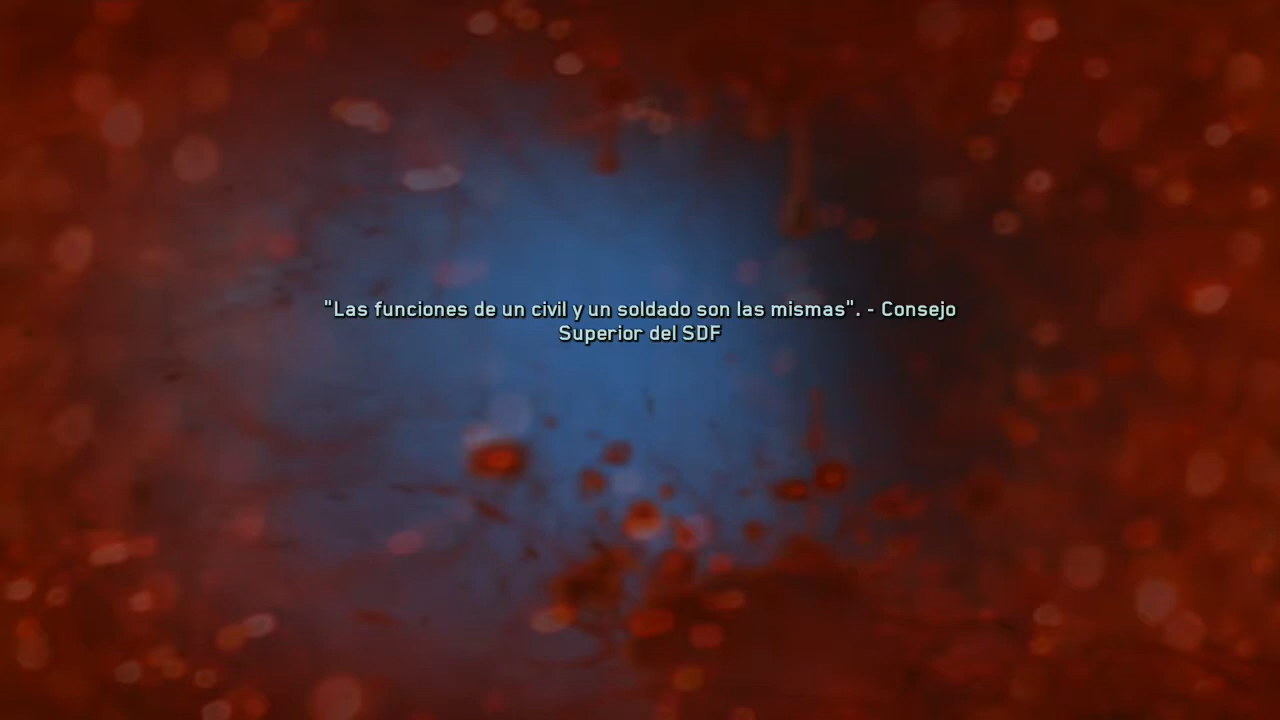 "Las funciones de un civil y un soldado son las mismas". - Consejo
Superior del SDF